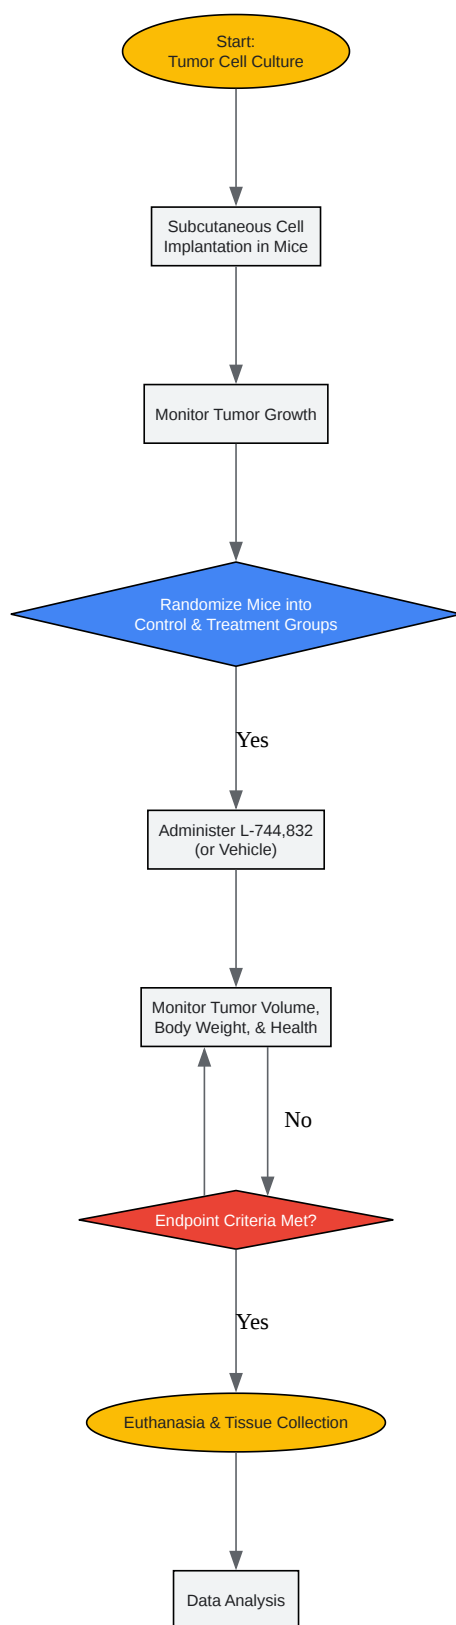 Start:
Tumor Cell Culture
Subcutaneous Cell
Implantation in Mice
Monitor Tumor Growth
Randomize Mice into
Control & Treatment Groups
Yes
Administer L-744,832
(or Vehicle)
Monitor Tumor Volume,
Body Weight, & Health
No
Endpoint Criteria Met?
Yes
Euthanasia & Tissue Collection
Data Analysis